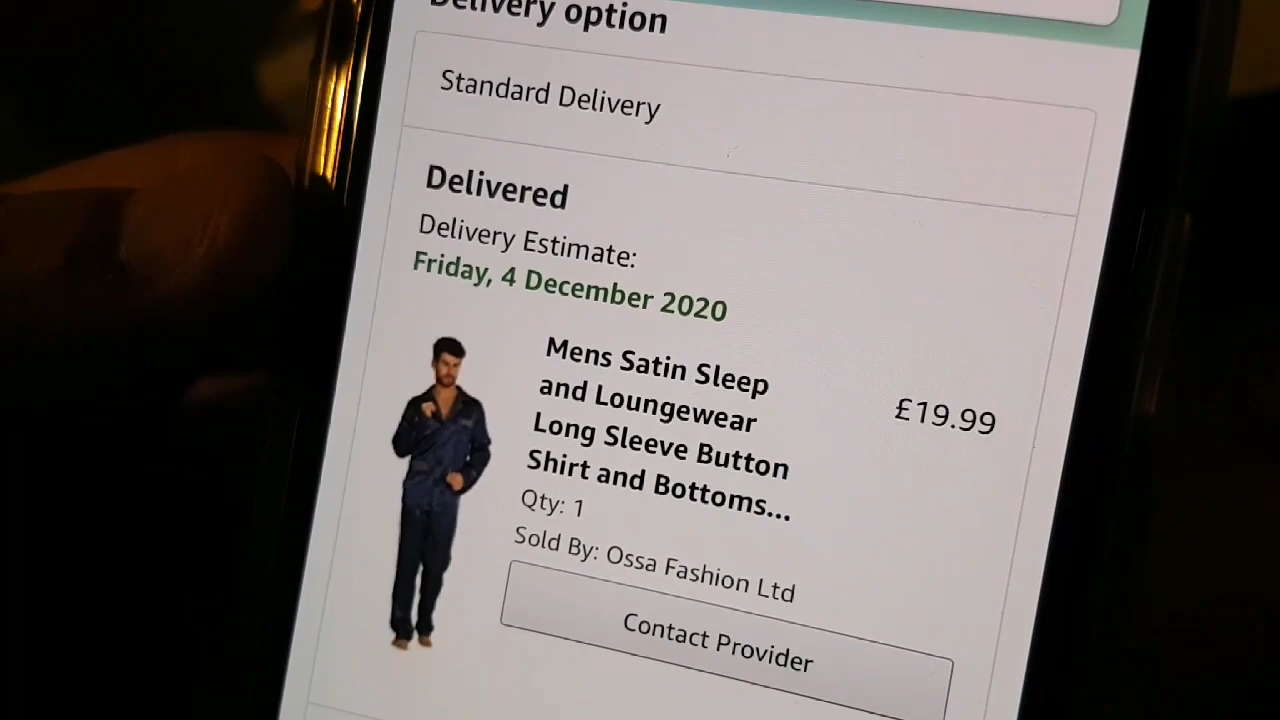 Delivery option
Standard Delivery
Delivered
Delivery Estimate:
Friday, 4 December 2020
Mens Satin Sleep
and Loungewear
Long Sleeve Button
Shirt and Bottoms...
£19.99
Qty: 1
Sold By: Ossa Fashion Ltd
Contact Provider